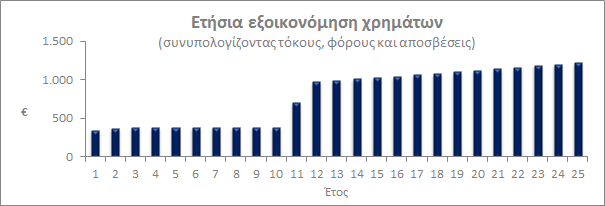 Ετήσια εξοικονόμηση χρημάτων
(συνυπολογίζοντας τόκους, φόρους και αποσβέσεις)
1.500
1.000
€
500
0
1 2 3 4 5 6 7 8 9 10 11 12 13 14 15 16 17 18 19 20 21 22 23 24 25
Έτος